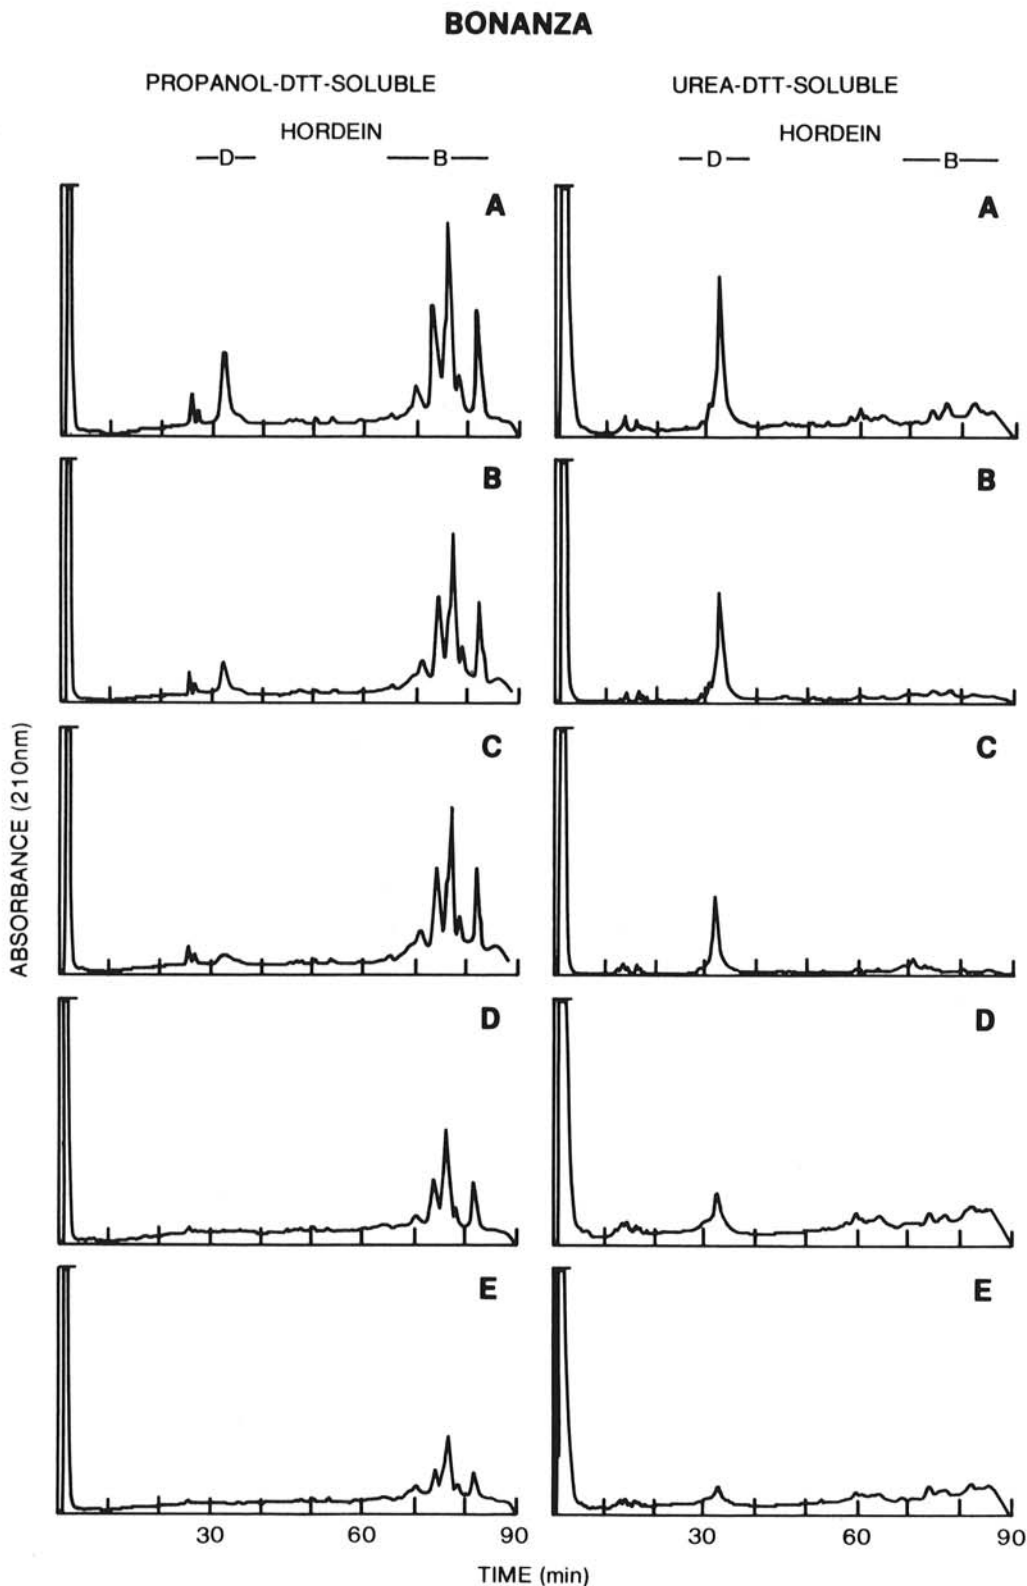 BONANZA
PROPANOL-DTT-SOLUBLE
UREA-DTT-SOLUBLE
HORDEIN
HORDEIN
D
B
D
B
A
A
B
B
C
C
ABSORBANCE (210nm)
D
D
E
E
30
60
90
30
60
90
TIME (min)